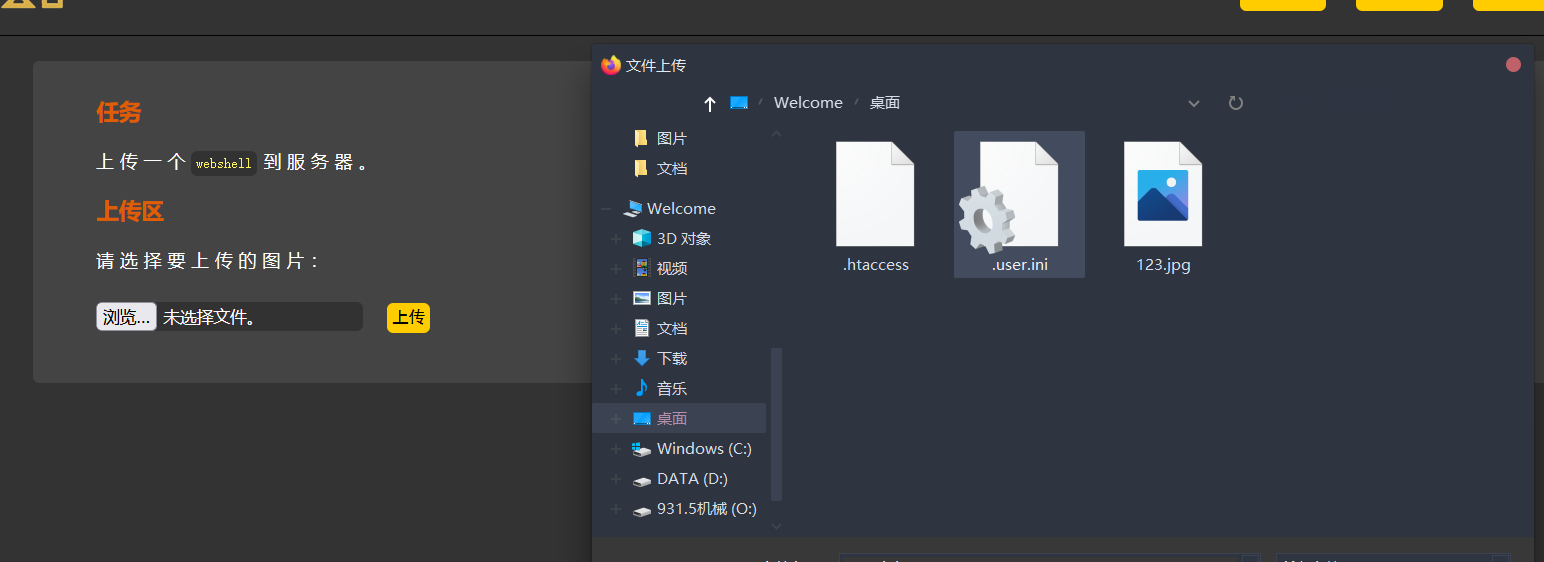 任务
上传一个 webshell 到服务器。
上传区
请选择要上传的图片：
浏览… 未选择文件。 上传
文件上传
Welcome 桌面
图片
文档
Welcome
3D 对象
视频
图片
文档
下载
音乐
桌面
Windows (C:)
DATA (D:)
931.5机械 (O:)
.htaccess .user.ini 123.jpg